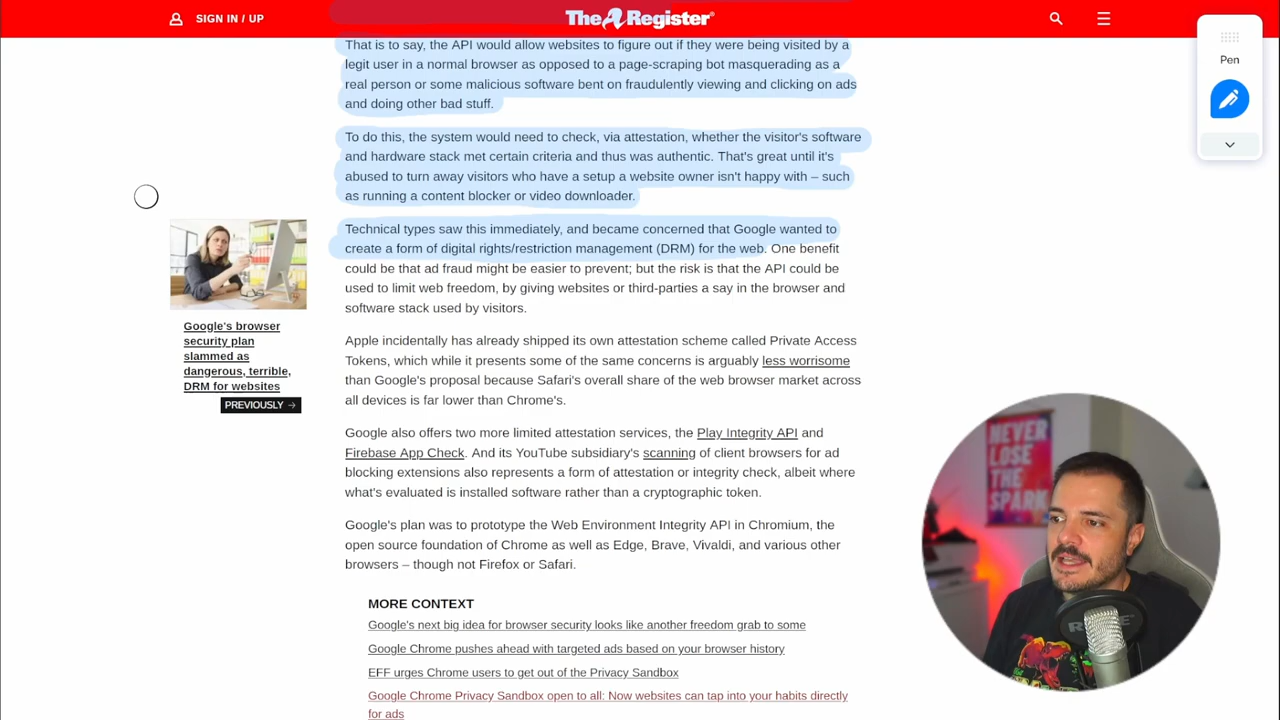 SIGN IN / UP
The Register®
Pen
That is to say, the API would allow websites to figure out if they were being visited by a
legit user in a normal browser as opposed to a page-scraping bot masquerading as a
real person or some malicious software bent on fraudulently viewing and clicking on ads
and doing other bad stuff.
To do this, the system would need to check, via attestation, whether the visitor's software
and hardware stack met certain criteria and thus was authentic. That's great until it's
abused to turn away visitors who have a setup a website owner isn't happy with – such
as running a content blocker or video downloader.
Technical types saw this immediately, and became concerned that Google wanted to
create a form of digital rights/restriction management (DRM) for the web. One benefit
could be that ad fraud might be easier to prevent; but the risk is that the API could be
used to limit web freedom, by giving websites or third-parties a say in the browser and
software stack used by visitors.
Google's browser
security plan
slammed as
dangerous, terrible,
DRM for websites
PREVIOUSLY →
Apple incidentally has already shipped its own attestation scheme called Private Access
Tokens, which while it presents some of the same concerns is arguably less worrisome
than Google's proposal because Safari's overall share of the web browser market across
all devices is far lower than Chrome's.
Google also offers two more limited attestation services, the Play Integrity API and
Firebase App Check. And its YouTube subsidiary's scanning of client browsers for ad
blocking extensions also represents a form of attestation or integrity check, albeit where
what's evaluated is installed software rather than a cryptographic token.
Google's plan was to prototype the Web Environment Integrity API in Chromium, the
open source foundation of Chrome as well as Edge, Brave, Vivaldi, and various other
browsers – though not Firefox or Safari.
MORE CONTEXT
Google's next big idea for browser security looks like another freedom grab to some
Google Chrome pushes ahead with targeted ads based on your browser history
EFF urges Chrome users to get out of the Privacy Sandbox
Google Chrome Privacy Sandbox open to all: Now websites can tap into your habits directly
for ads
NEVER
LOSE
THE
SPARK